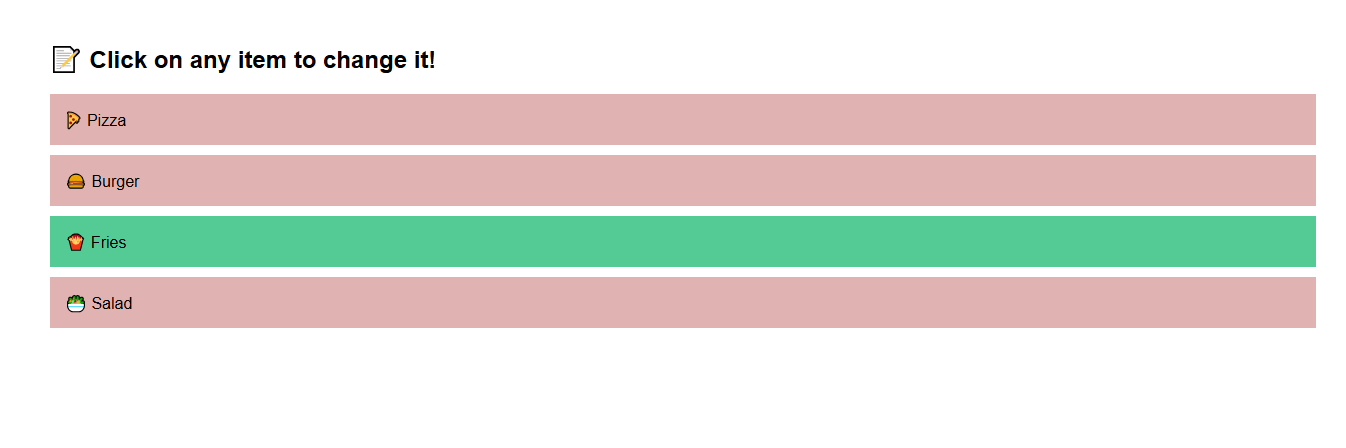 📝 Click on any item to change it!
🍕 Pizza
🍔 Burger
🍟 Fries
🥗 Salad